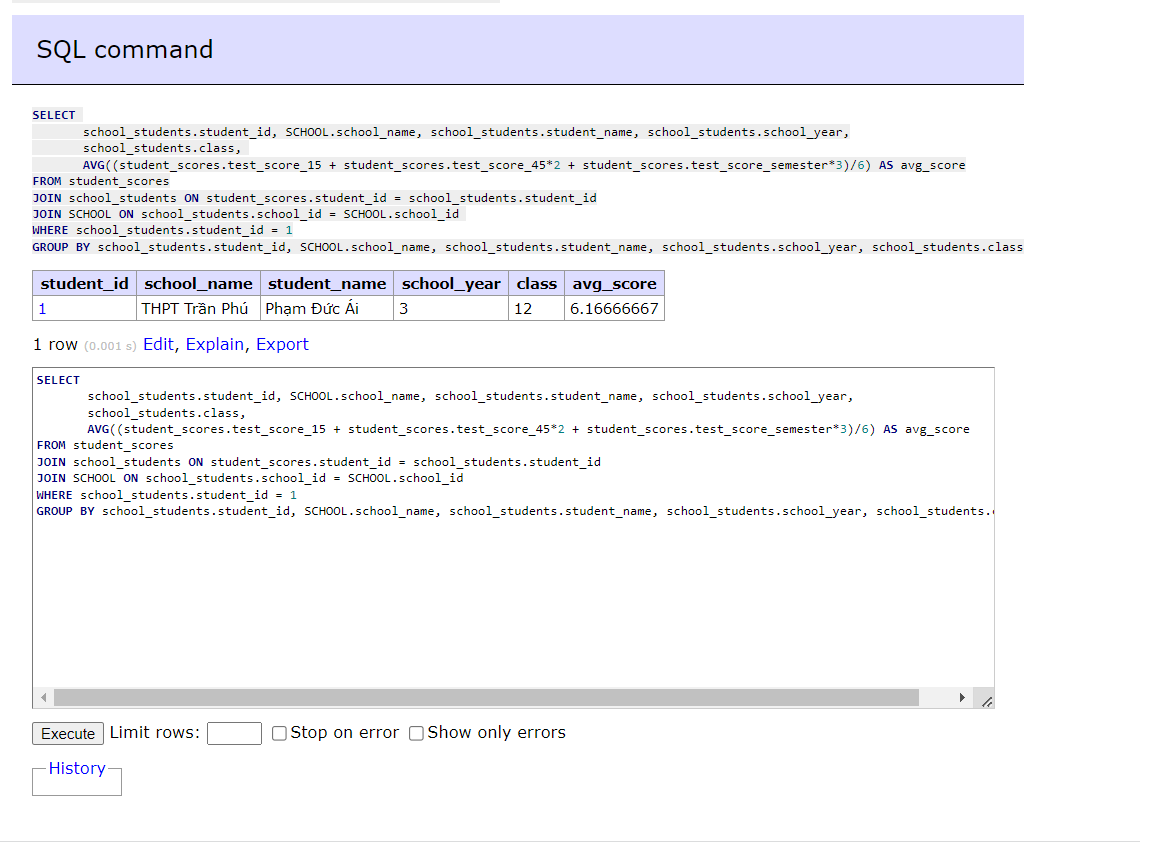 SQL command
SELECT
school_students.student_id, SCHOOL.school_name, school_students.student_name, school_students.school_year,
school_students.class,
AVG((student_scores.test_score_15 + student_scores.test_score_45*2 + student_scores.test_score_semester*3)/6) AS avg_score
FROM student_scores
JOIN school_students ON student_scores.student_id = school_students.student_id
JOIN SCHOOL ON school_students.school_id = SCHOOL.school_id
WHERE school_students.student_id = 1
GROUP BY school_students.student_id, SCHOOL.school_name, school_students.student_name, school_students.school_year, school_students.class
student_id school_name student_name school_year class avg_score
1 THPT Trần Phú Phạm Đức Ái 3 12 6.16666667
1 row (0.001 s) Edit, Explain, Export
SELECT
school_students.student_id, SCHOOL.school_name, school_students.student_name, school_students.school_year,
school_students.class,
AVG((student_scores.test_score_15 + student_scores.test_score_45*2 + student_scores.test_score_semester*3)/6) AS avg_score
FROM student_scores
JOIN school_students ON student_scores.student_id = school_students.student_id
JOIN SCHOOL ON school_students.school_id = SCHOOL.school_id
WHERE school_students.student_id = 1
GROUP BY school_students.student_id, SCHOOL.school_name, school_students.student_name, school_students.school_year, school_students.
Execute Limit rows: Stop on error Show only errors
History